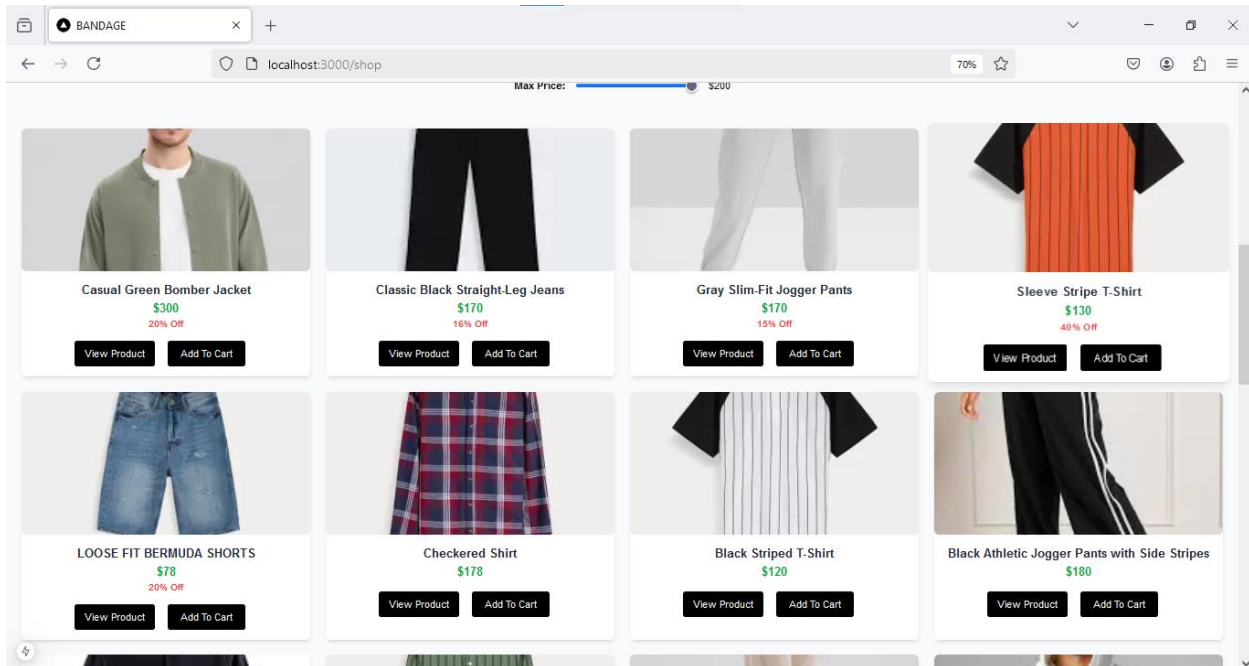 BANDAGE
localhost:3000/shop
70%
Max Price: $200
Casual Green Bomber Jacket
$300
20% Off
View Product Add To Cart
Classic Black Straight-Leg Jeans
$170
16% Off
View Product Add To Cart
Gray Slim-Fit Jogger Pants
$170
15% Off
View Product Add To Cart
Sleeve Stripe T-Shirt
$130
40% Off
View Product Add To Cart
LOOSE FIT BERMUDA SHORTS
$78
20% Off
View Product Add To Cart
Checkered Shirt
$178
View Product Add To Cart
Black Striped T-Shirt
$120
View Product Add To Cart
Black Athletic Jogger Pants with Side Stripes
$180
View Product Add To Cart